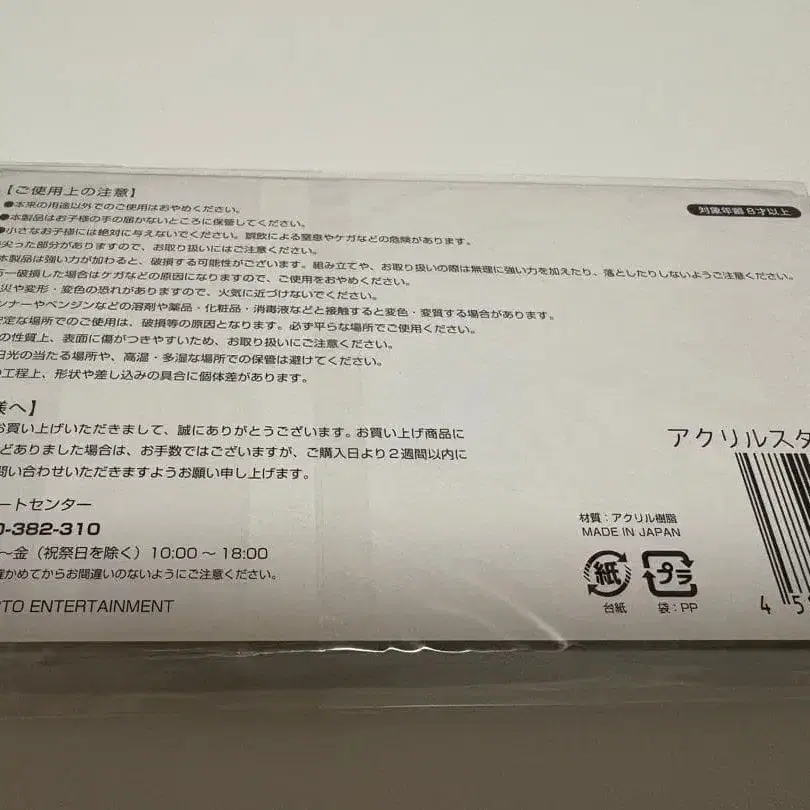 【ご使用上の注意】
対象年齢 8才以上
●本来の用途以外でのご使用はおやめください。
●本製品はお子様の手の届かないところに保管してください。
●小さなお子様には絶対に与えないでください。誤飲による窒息やケガなどの危険があります。
尖った部分がありますので、お取り扱いにはご注意ください。
本製品は強い力が加わると、破損する可能性がございます。組み立てや、お取り扱いの際は無理に強い力を加えたり、落としたりしないようご注意ください。
一破損した場合はケガなどの原因になりますので、ご使用をおやめください。
災や変形・変色の恐れがありますので、火気に近づけないでください。
ンナーやベンジンなどの溶剤や薬品・化粧品・消毒液などと接触すると変色・変質する場合があります。
安定な場所でのご使用は、破損等の原因となります。必ず平らな場所でご使用ください。
の性質上、表面に傷がつきやすいため、お取り扱いにご注意ください。
日光の当たる場所や、高温・多湿な場所での保管は避けてください。
工程上、形状や差し込みの具合に個体差があります。
様へ】
お買い上げいただきまして、誠にありがとうございます。お買い上げ商品に
どありました場合は、お手数ではございますが、ご購入日より2週間以内に
問い合わせいただきますようお願い申し上げます。
アクリルスタ
ートセンター
0-382-310
～金（祝祭日を除く）10:00～18:00
確かめてからお間違いのないようにご注意ください。
PTO ENTERTAINMENT
材質：アクリル樹脂
MADE IN JAPAN
紙 プラ
台紙 袋：PP
4 5